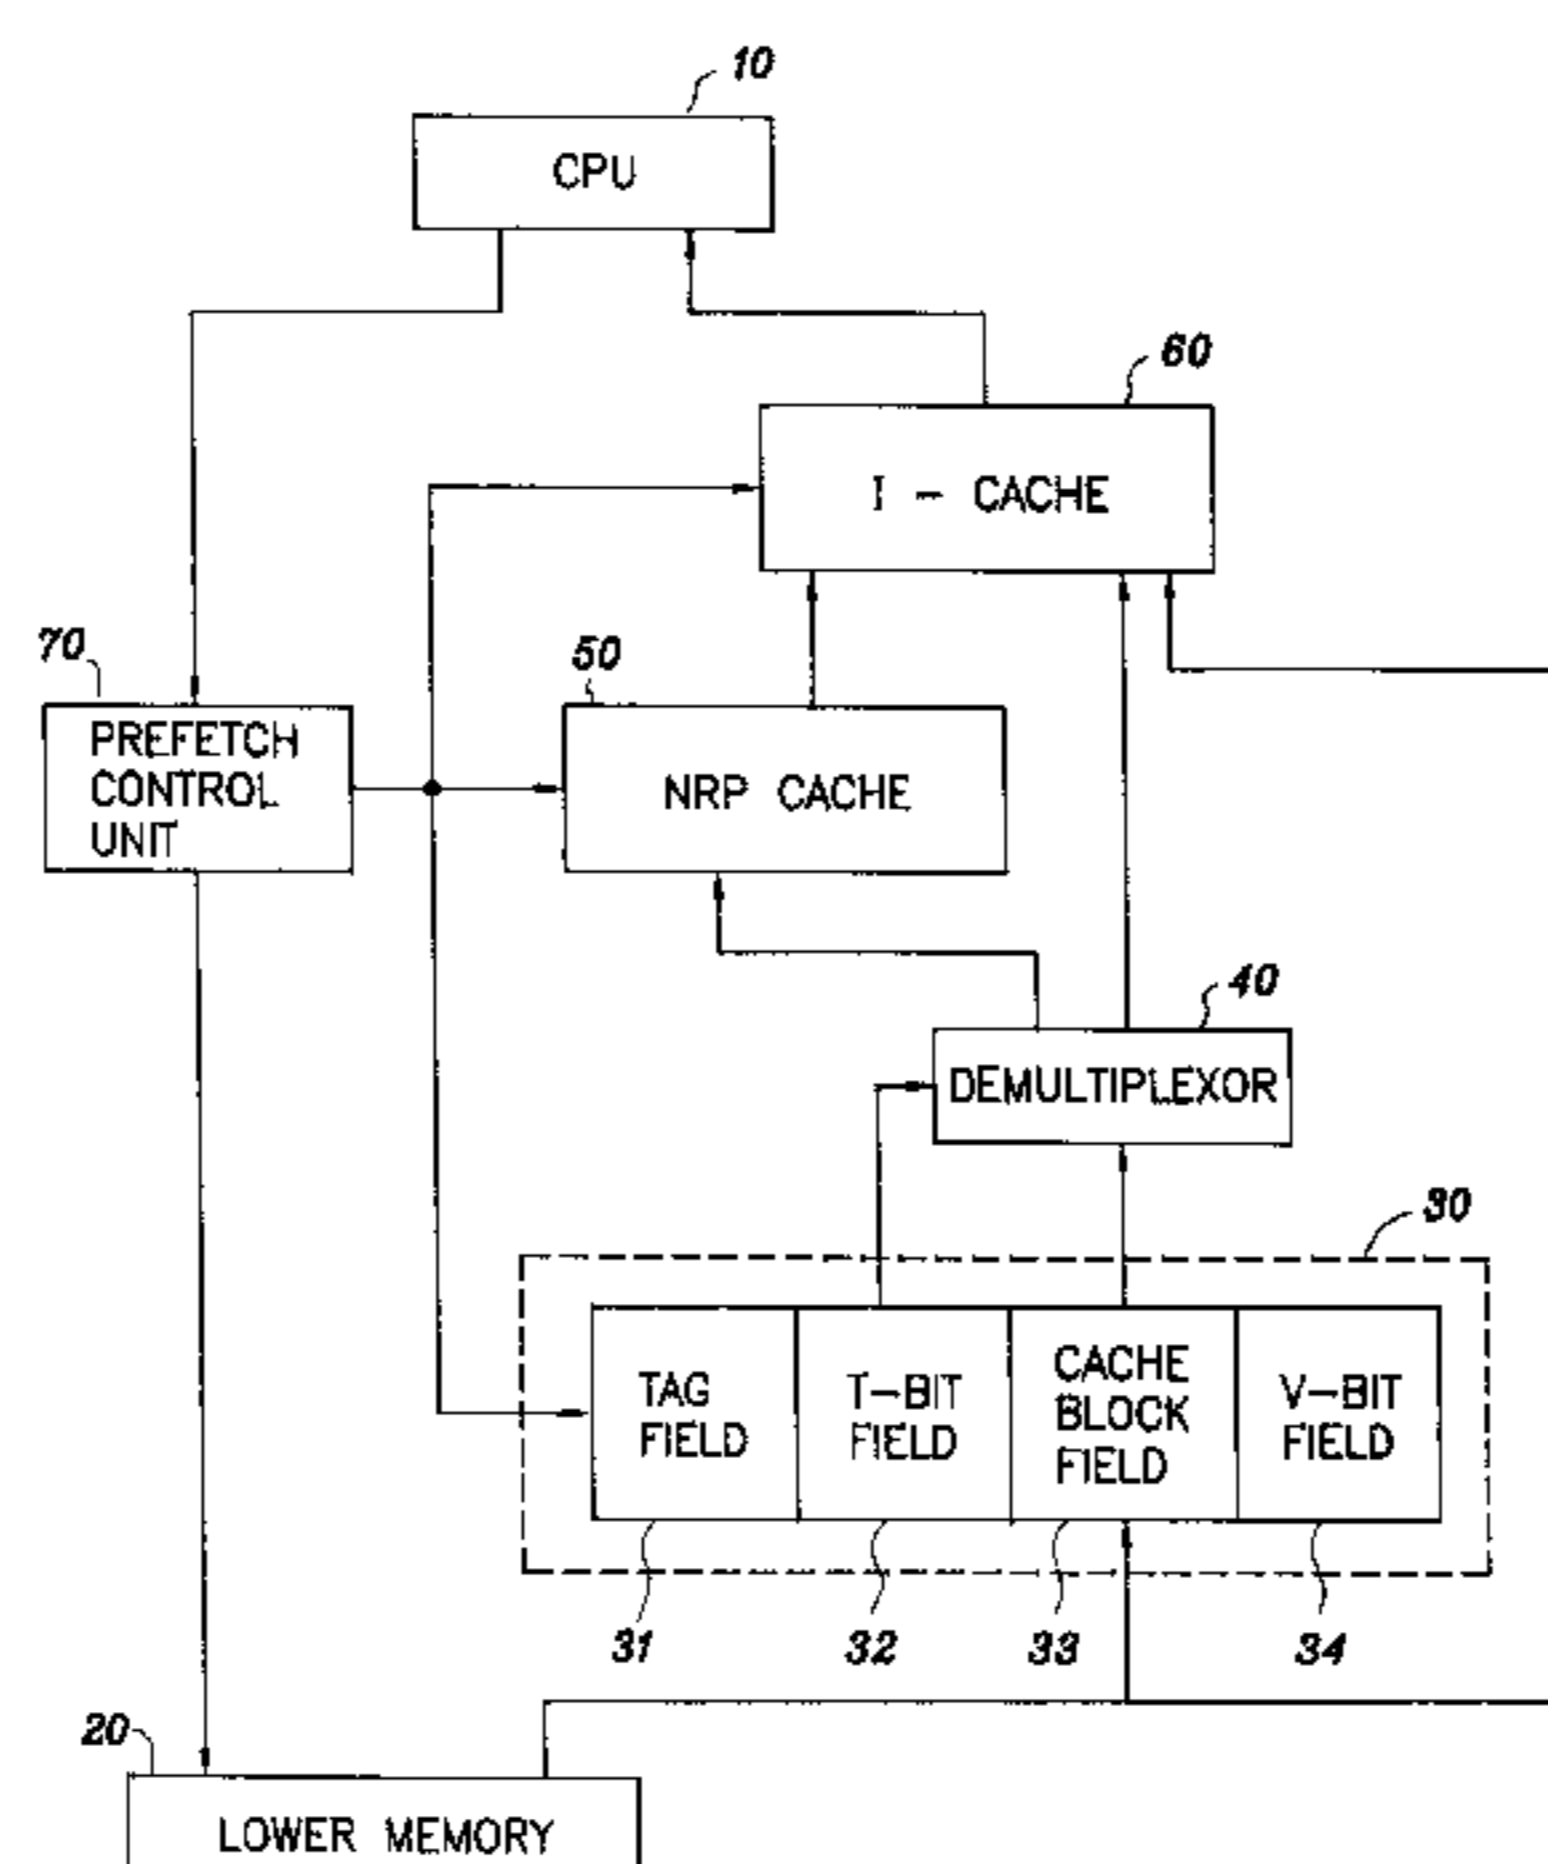 10
CPU
60
I - CACHE
70
PREFETCH
CONTROL
UNIT
50
NRP CACHE
40
DEMULTIPLEXOR
30
TAG
FIELD
T-BIT
FIELD
CACHE
BLOCK
FIELD
V-BIT
FIELD
31
32
33
34
20
LOWER MEMORY